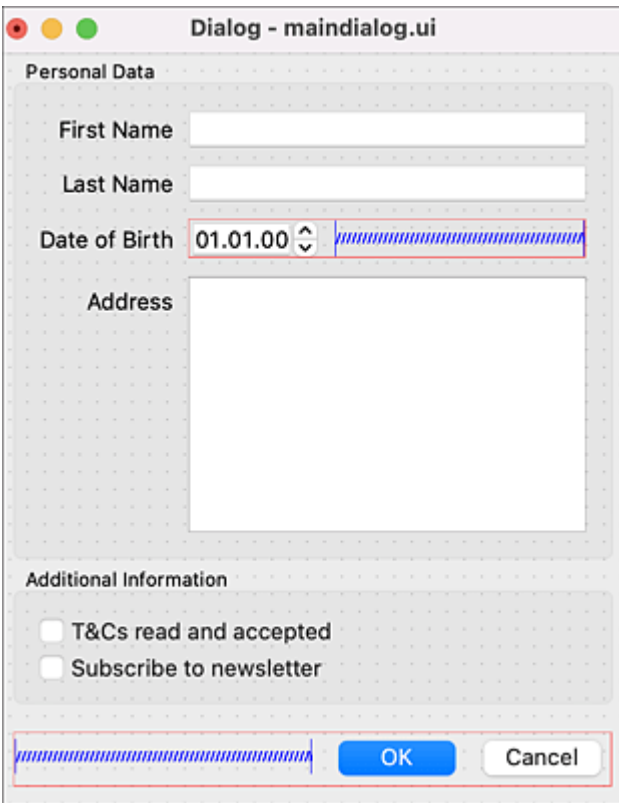 Dialog - maindialog.ui
Personal Data
First Name
Last Name
Date of Birth 01.01.00
Address
Additional Information
T&Cs read and accepted
Subscribe to newsletter
OK Cancel